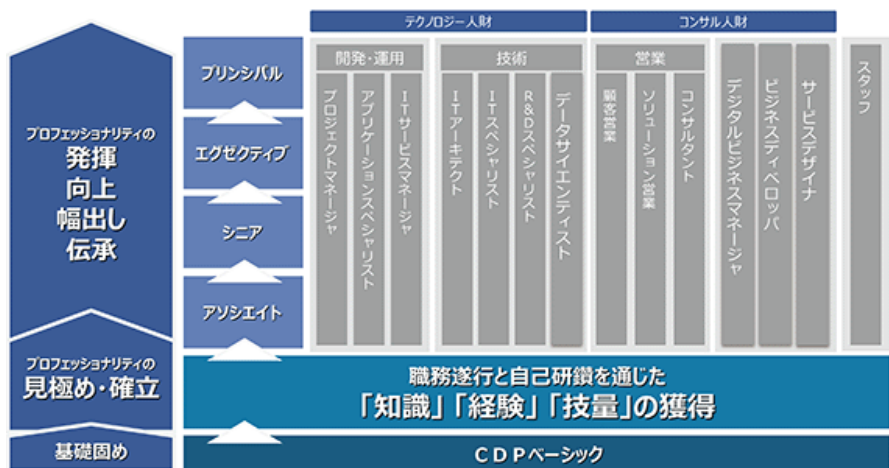 テクノロジー人財
コンサル人財
プロフェッショナリティの
発揮
向上
幅出し
伝承
プリンシパル
エグゼクティブ
シニア
アソシエイト
開発・運用
プロジェクトマネージャ
アプリケーションスペシャリスト
ITサービスマネージャ
技術
ITアーキテクト
ITスペシャリスト
R&Dスペシャリスト
データサイエンティスト
営業
顧客営業
ソリューション営業
コンサルタント
デジタルビジネスマネージャ
ビジネスディベロッパ
サービスデザイナ
スタッフ
プロフェッショナリティの
見極め・確立
職務遂行と自己研鑽を通じた
「知識」「経験」「技量」の獲得
基礎固め
CDPベーシック